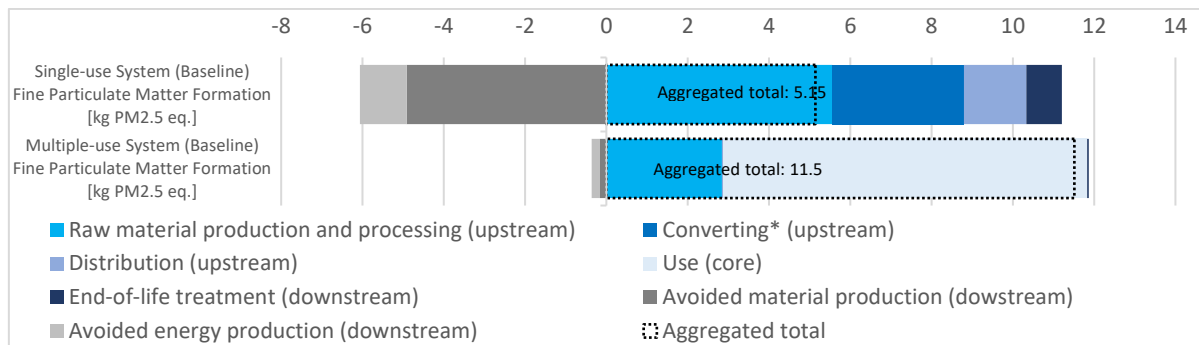 -8 -6 -4 -2 0 2 4 6 8 10 12 14
Single-use System (Baseline)
Fine Particulate Matter Formation
[kg PM2.5 eq.]
Aggregated total: 5.15
Multiple-use System (Baseline)
Fine Particulate Matter Formation
[kg PM2.5 eq.]
Aggregated total: 11.5
Raw material production and processing (upstream)
Converting* (upstream)
Distribution (upstream)
Use (core)
End-of-life treatment (downstream)
Avoided material production (dowstream)
Avoided energy production (downstream)
Aggregated total